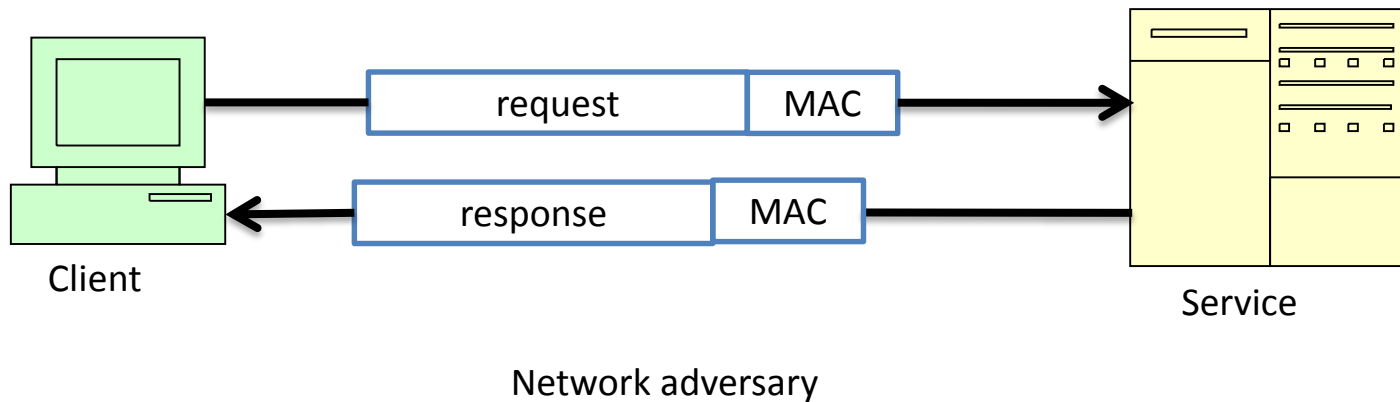 request MAC
response MAC
Client
Service
Network adversary